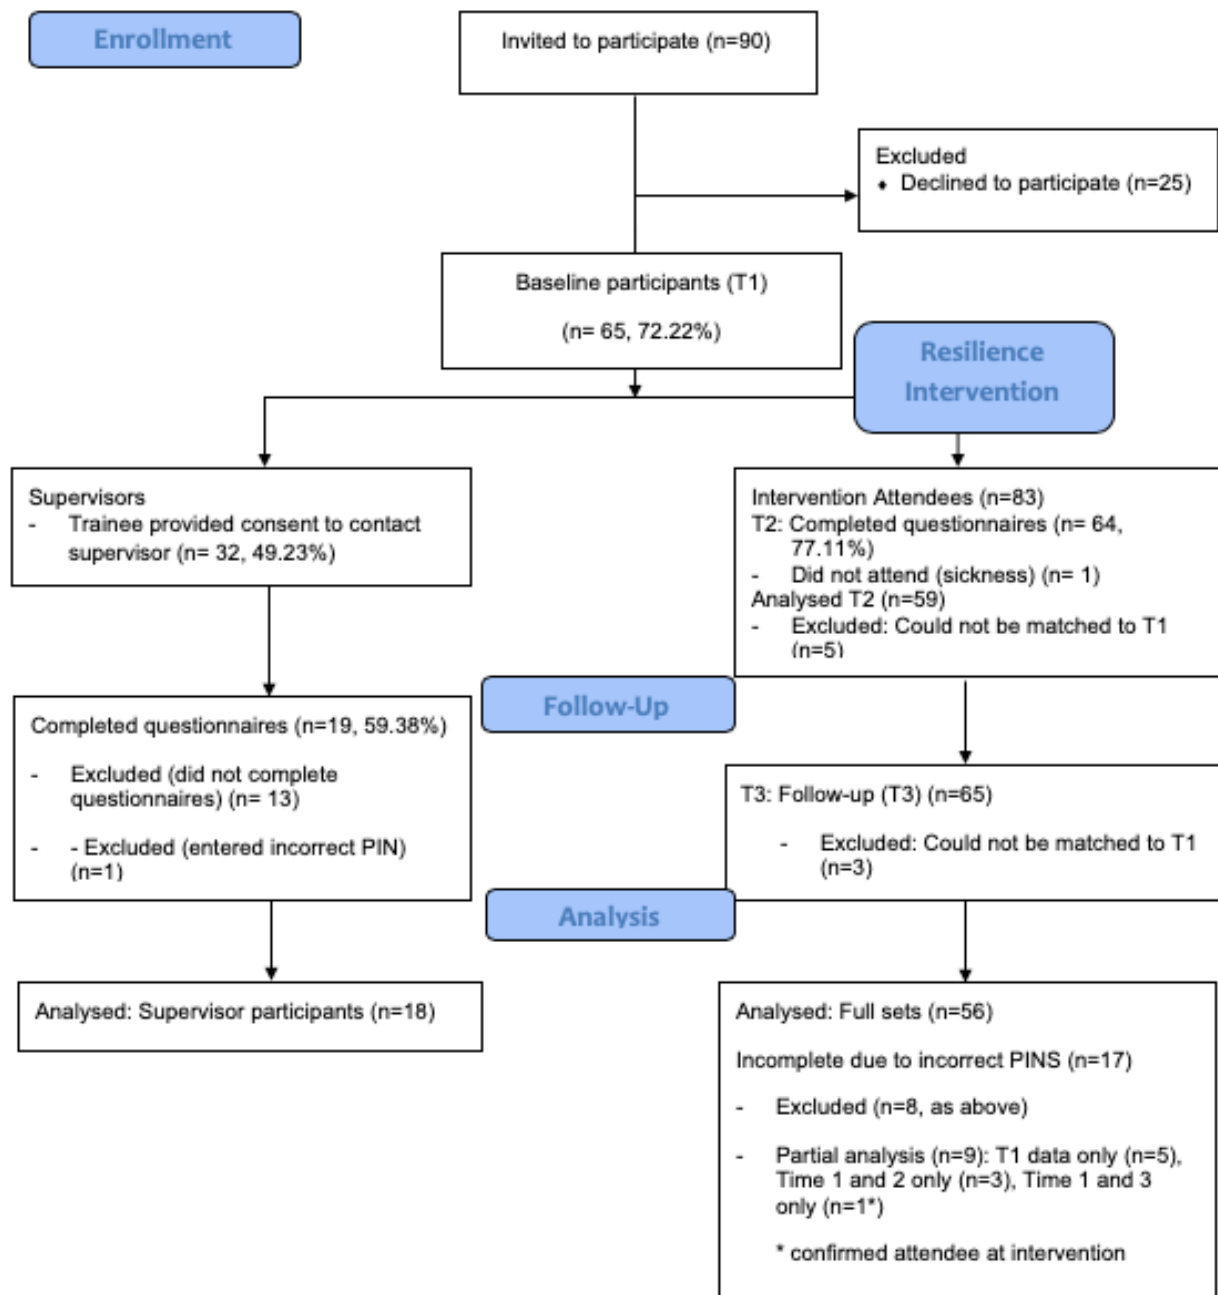 Enrollment
Invited to participate (n=90)
Excluded
♦ Declined to participate (n=25)
Baseline participants (T1)
(n= 65, 72.22%)
Resilience
Intervention
Supervisors
- Trainee provided consent to contact
supervisor (n= 32, 49.23%)
Intervention Attendees (n=83)
T2: Completed questionnaires (n= 64,
77.11%)
- Did not attend (sickness) (n= 1)
Analysed T2 (n=59)
- Excluded: Could not be matched to T1
(n=5)
Follow-Up
Completed questionnaires (n=19, 59.38%)
- Excluded (did not complete
questionnaires) (n= 13)
- - Excluded (entered incorrect PIN)
(n=1)
T3: Follow-up (T3) (n=65)
- Excluded: Could not be matched to T1
(n=3)
Analysis
Analysed: Supervisor participants (n=18)
Analysed: Full sets (n=56)
Incomplete due to incorrect PINS (n=17)
- Excluded (n=8, as above)
- Partial analysis (n=9): T1 data only (n=5),
Time 1 and 2 only (n=3), Time 1 and 3
only (n=1*)
* confirmed attendee at intervention